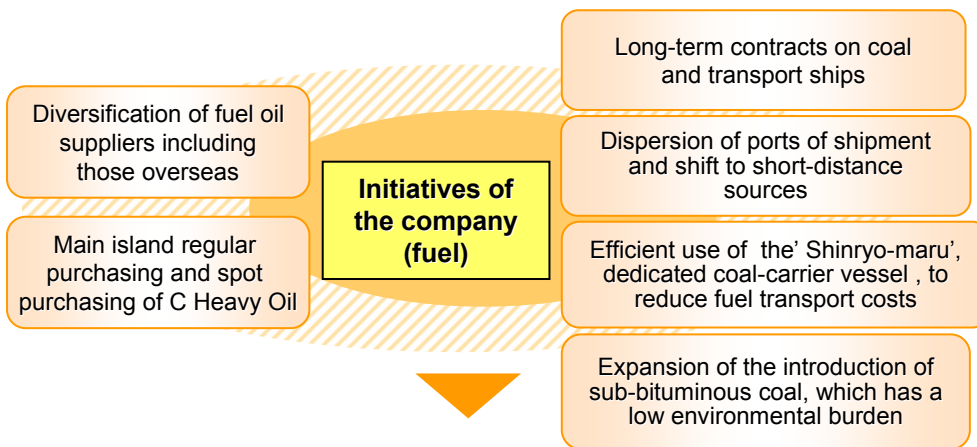 Diversification of fuel oil
suppliers including
those overseas
Main island regular
purchasing and spot
purchasing of C Heavy Oil
Initiatives of
the company
(fuel)
Long-term contracts on coal
and transport ships
Dispersion of ports of shipment
and shift to short-distance
sources
Efficient use of  the’ Shinryo-maru’,
dedicated coal-carrier vessel , to
reduce fuel transport costs
Expansion of the introduction of
sub-bituminous coal, which has a
low environmental burden